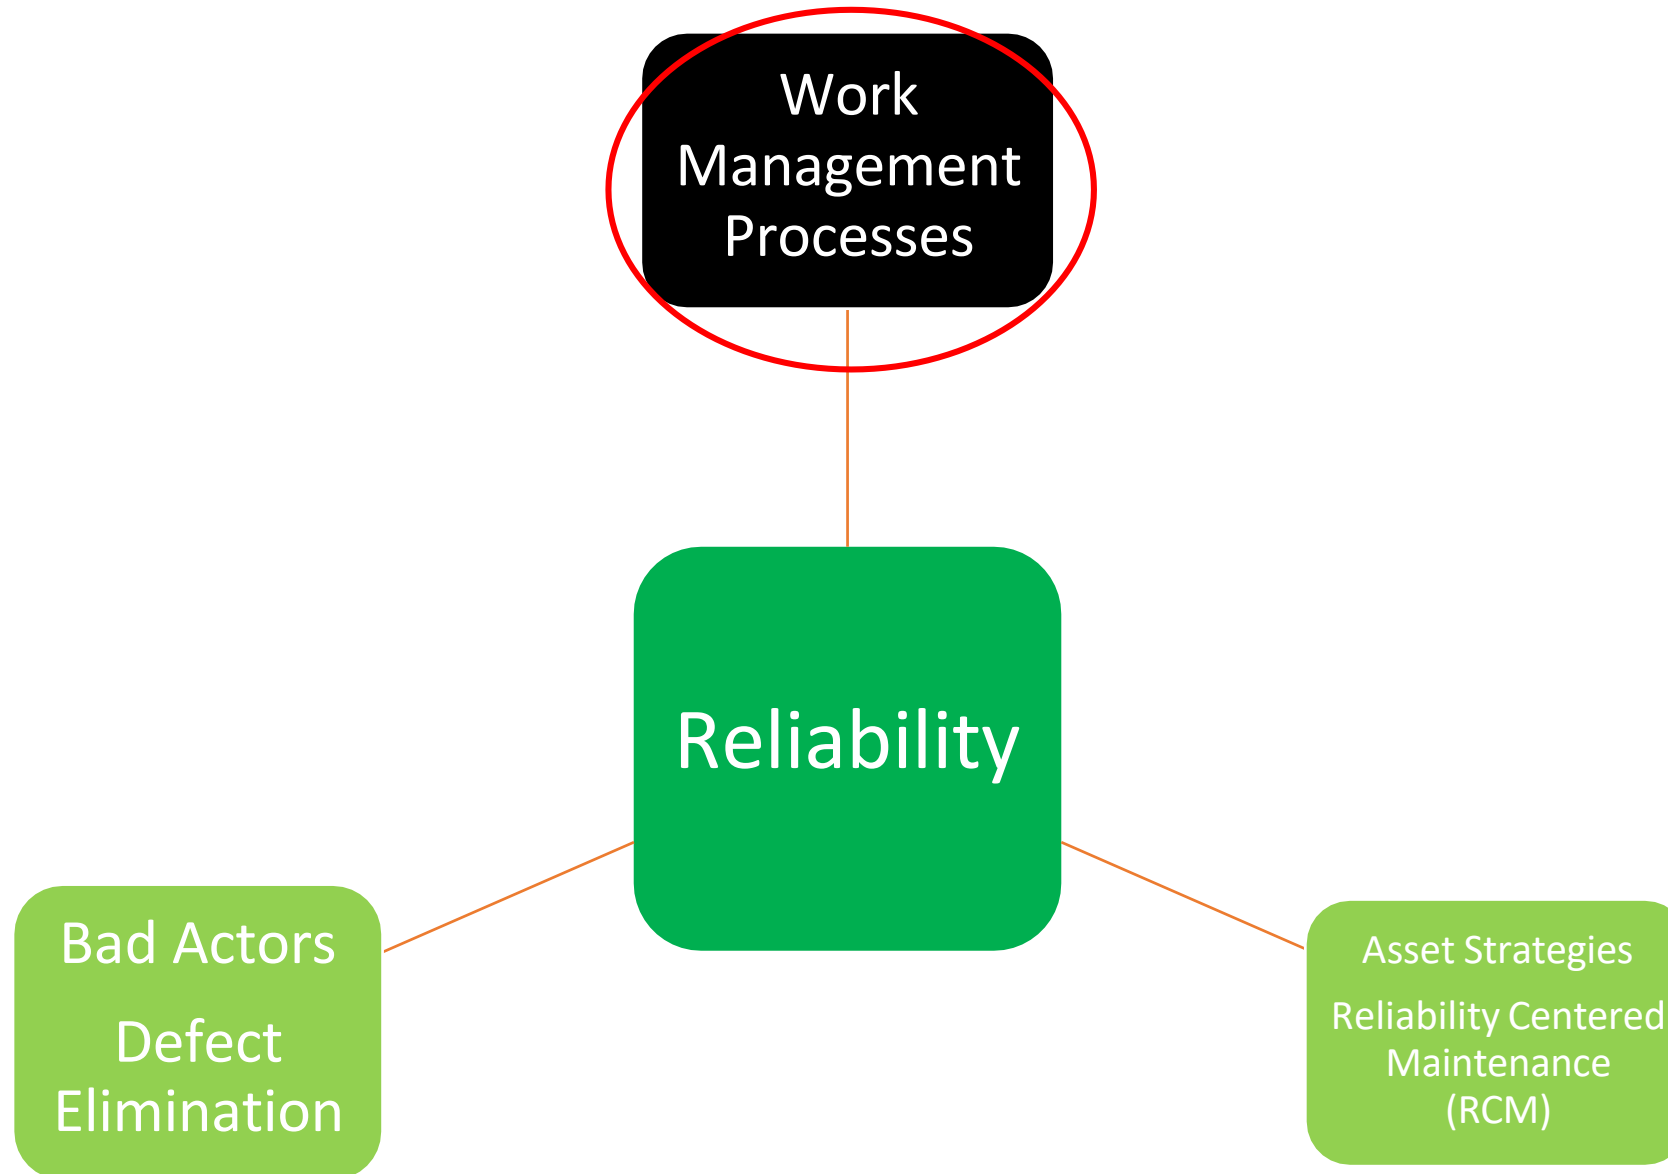 Work
Management
Processes
Reliability
Bad Actors
Defect
Elimination
Asset Strategies
Reliability Centered
Maintenance
(RCM)